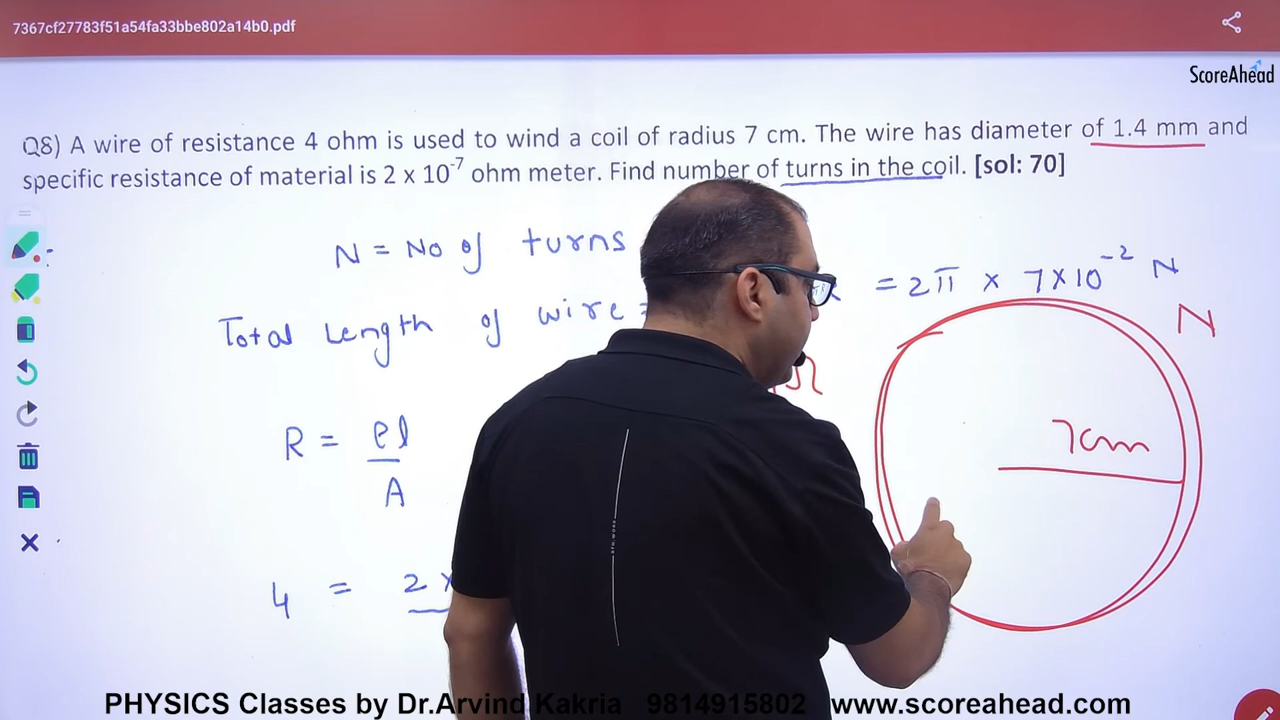 7367cf27783f51a54fa33bbe802a14b0.pdf
ScoreAhead
Q8) A wire of resistance 4 ohm is used to wind a coil of radius 7 cm. The wire has diameter of 1.4 mm and
specific resistance of material is 2 x 10⁻⁷ ohm meter. Find number of turns in the coil. [sol: 70]
N = No of turns
= 2π × 7×10⁻² N
Total Length of wire =
N
Ω
R = ρl / A
7cm
4 = 2 ×
PHYSICS Classes by Dr.Arvind Kakria 9814915802 www.scoreahead.com